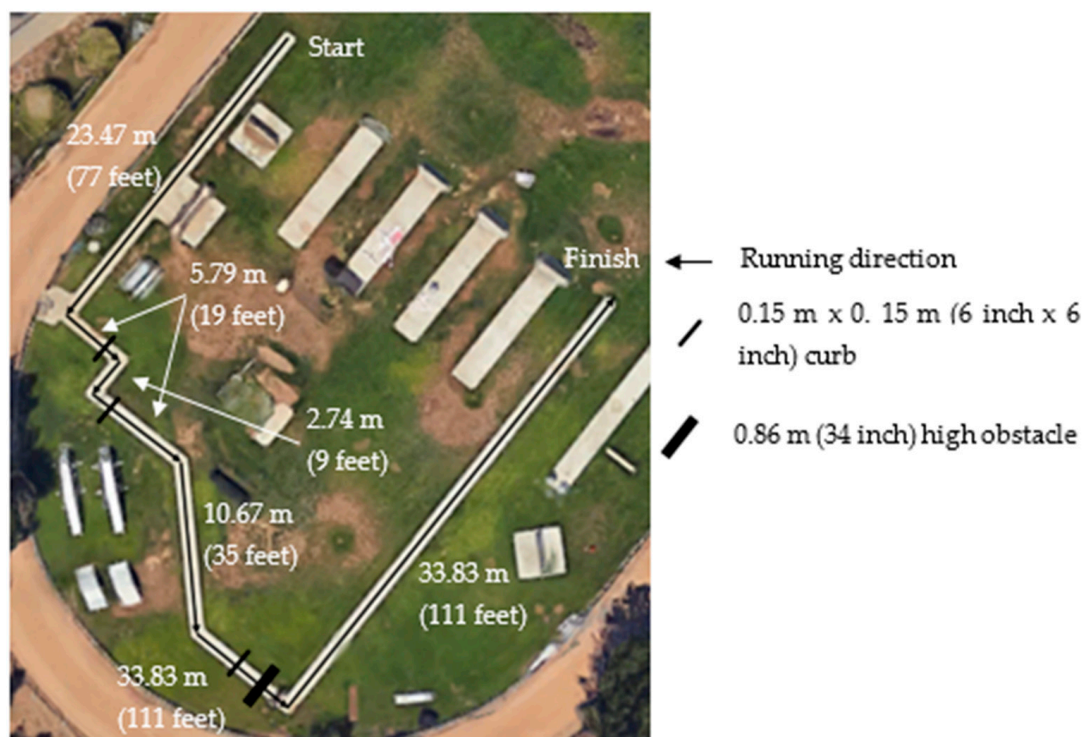 Start
23.47 m
(77 feet)
5.79 m
(19 feet)
2.74 m
(9 feet)
10.67 m
(35 feet)
33.83 m
(111 feet)
33.83 m
(111 feet)
Finish
Running direction
0.15 m x 0. 15 m (6 inch x 6
inch) curb
0.86 m (34 inch) high obstacle